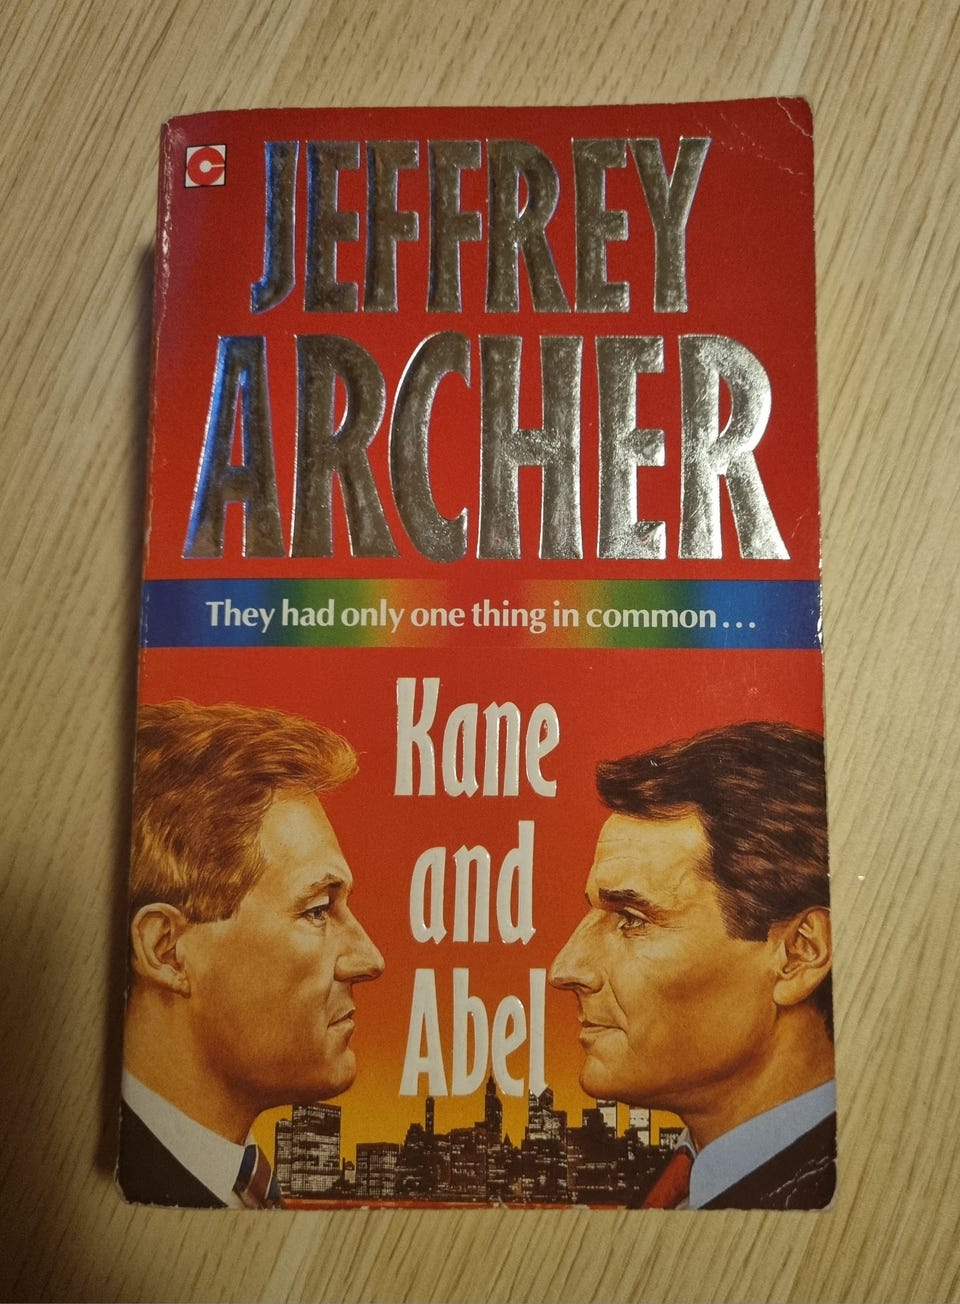 JEFFREY
ARCHER
They had only one thing in common...
Kane
and
Abel